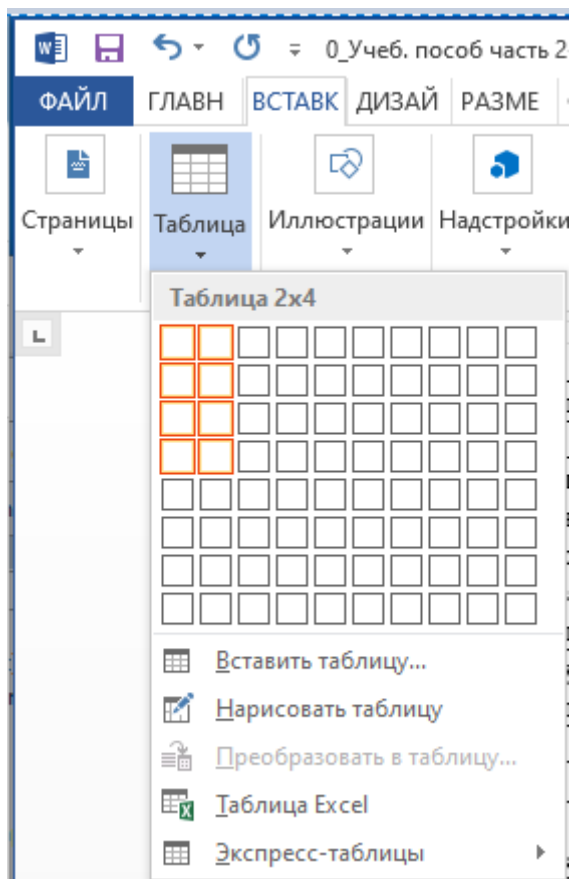 0_Учеб. пособ часть 2
ФАЙЛ ГЛАВН ВСТАВК ДИЗАЙ РАЗМЕ
Страницы Таблица Иллюстрации Надстройки
Таблица 2x4
Вставить таблицу...
Нарисовать таблицу
Преобразовать в таблицу...
Таблица Excel
Экспресс-таблицы